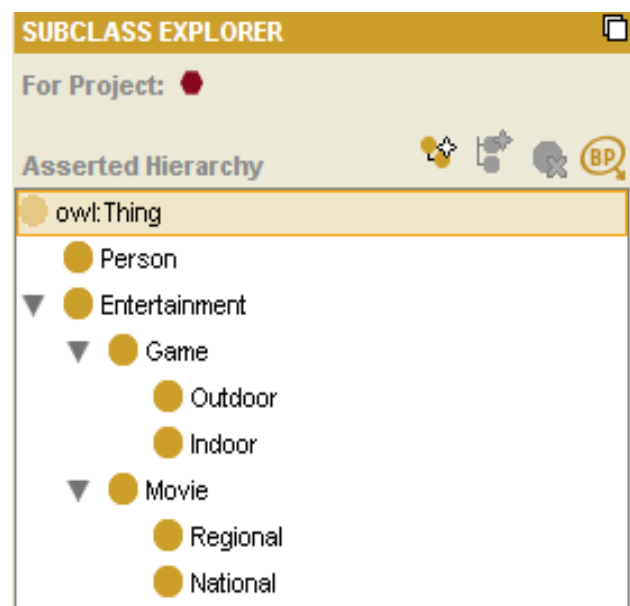 SUBCLASS EXPLORER
For Project:
Asserted Hierarchy
BP
owl:Thing
Person
Entertainment
Game
Outdoor
Indoor
Movie
Regional
National